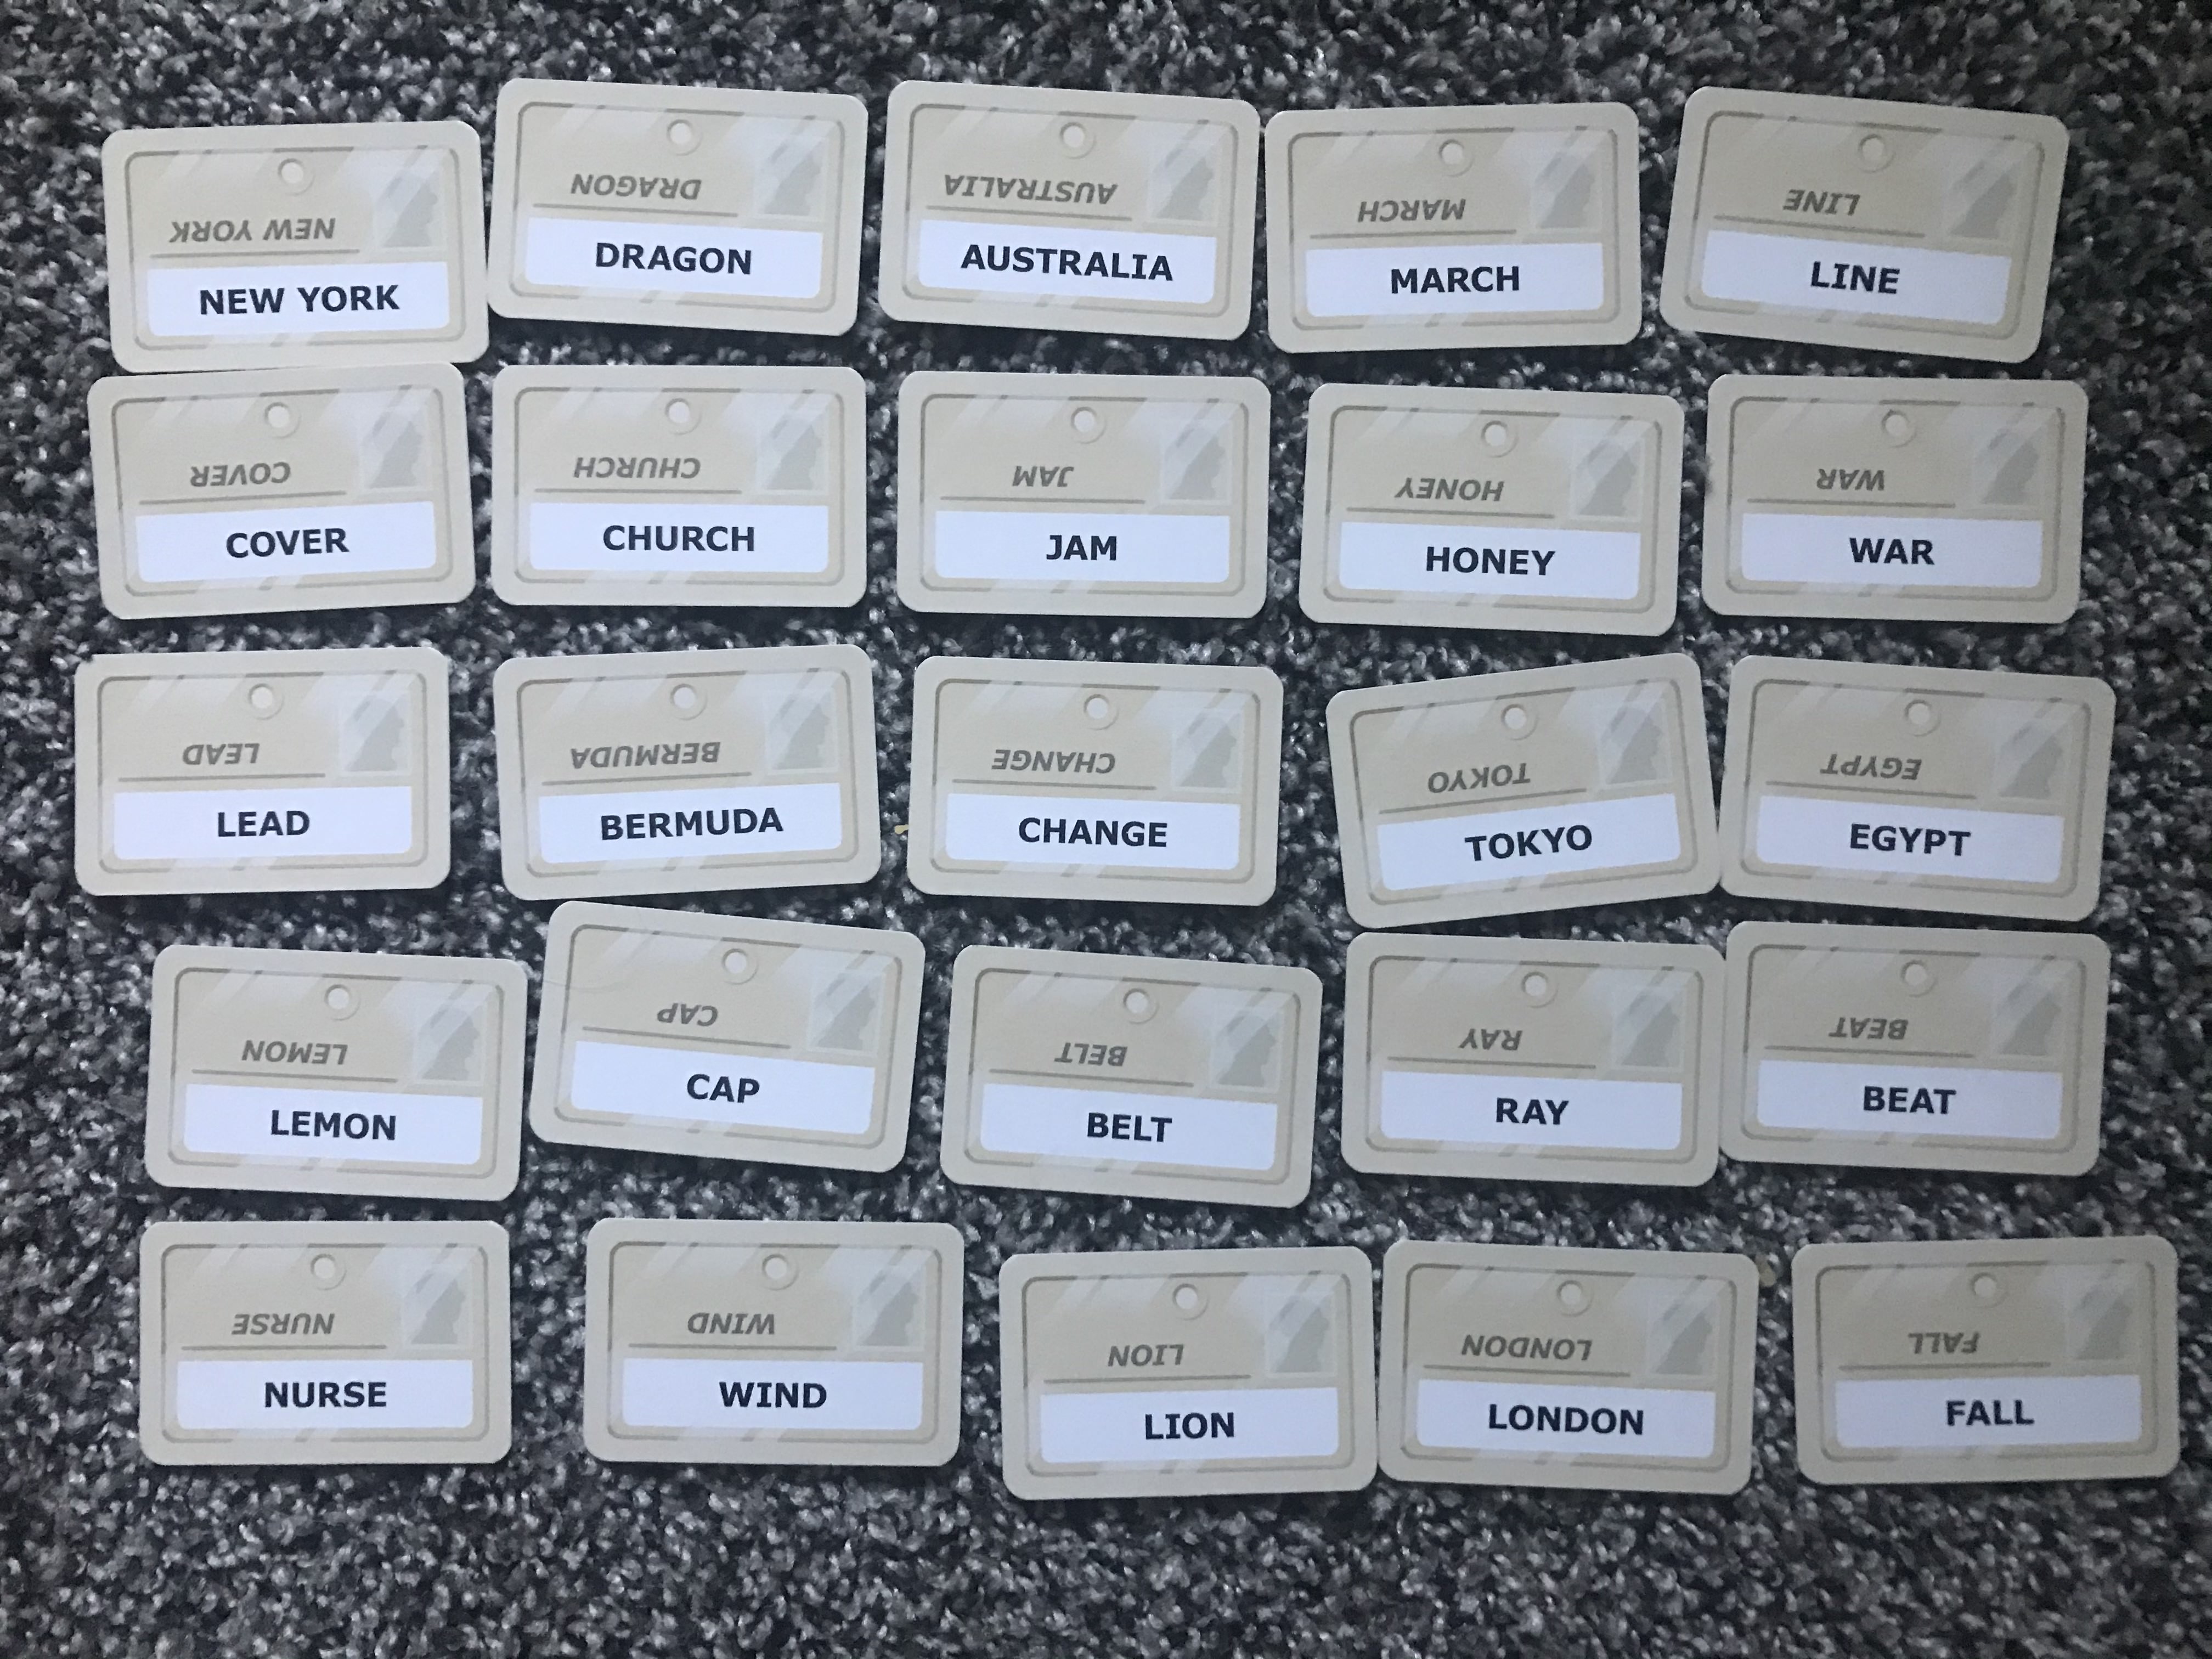 NEW YORK
NEW YORK
DRAGON
DRAGON
AUSTRALIA
AUSTRALIA
MARCH
MARCH
LINE
LINE
COVER
COVER
CHURCH
CHURCH
JAM
JAM
HONEY
HONEY
WAR
WAR
LEAD
LEAD
BERMUDA
BERMUDA
CHANGE
CHANGE
TOKYO
TOKYO
EGYPT
EGYPT
LEMON
LEMON
CAP
CAP
BELT
BELT
RAY
RAY
BEAT
BEAT
NURSE
NURSE
WIND
WIND
LION
LION
LONDON
LONDON
FALL
FALL